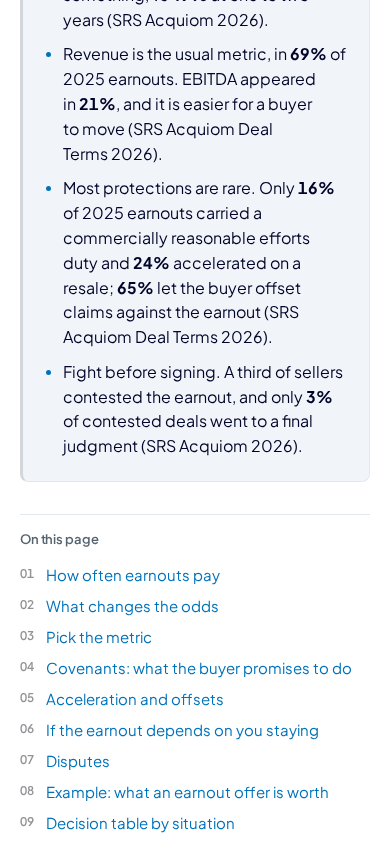 years (SRS Acquiom 2026).
Revenue is the usual metric, in 69% of
2025 earnouts. EBITDA appeared
in 21%, and it is easier for a buyer
to move (SRS Acquiom Deal
Terms 2026).
Most protections are rare. Only 16%
of 2025 earnouts carried a
commercially reasonable efforts
duty and 24% accelerated on a
resale; 65% let the buyer offset
claims against the earnout (SRS
Acquiom Deal Terms 2026).
Fight before signing. A third of sellers
contested the earnout, and only 3%
of contested deals went to a final
judgment (SRS Acquiom 2026).
On this page
01 How often earnouts pay
02 What changes the odds
03 Pick the metric
04 Covenants: what the buyer promises to do
05 Acceleration and offsets
06 If the earnout depends on you staying
07 Disputes
08 Example: what an earnout offer is worth
09 Decision table by situation